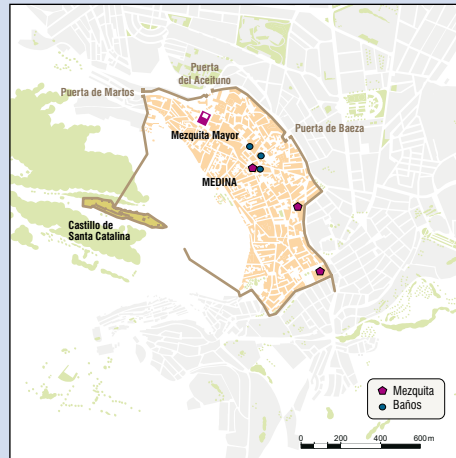 Puerta
del Aceituno
Puerta de Martos
Mezquita Mayor
Puerta de Baeza
MEDINA
Castillo de
Santa Catalina
Mezquita
Baños
0 200 400 600 m